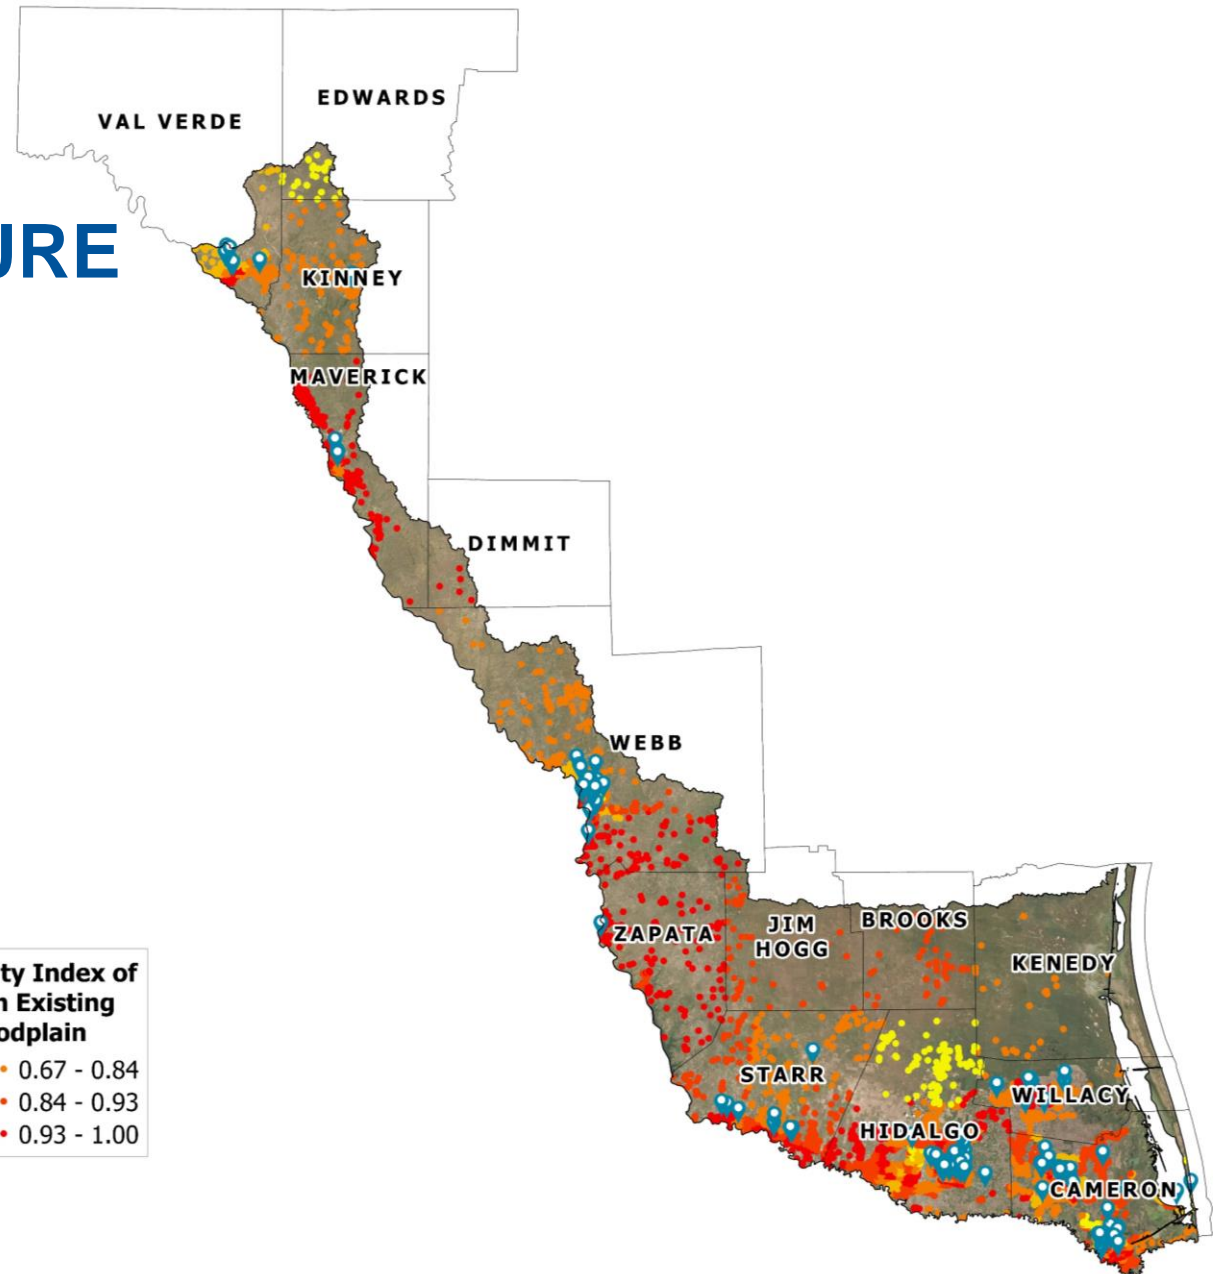 EDWARDS
VAL VERDE
URE
KINNEY
MAVERICK
DIMMIT
WEBB
ZAPATA
JIM
HOGG
BROOKS
KENEDY
STARR
WILLACY
HIDALGO
CAMERON
ty Index of
n Existing
odplain
0.67 - 0.84
0.84 - 0.93
0.93 - 1.00